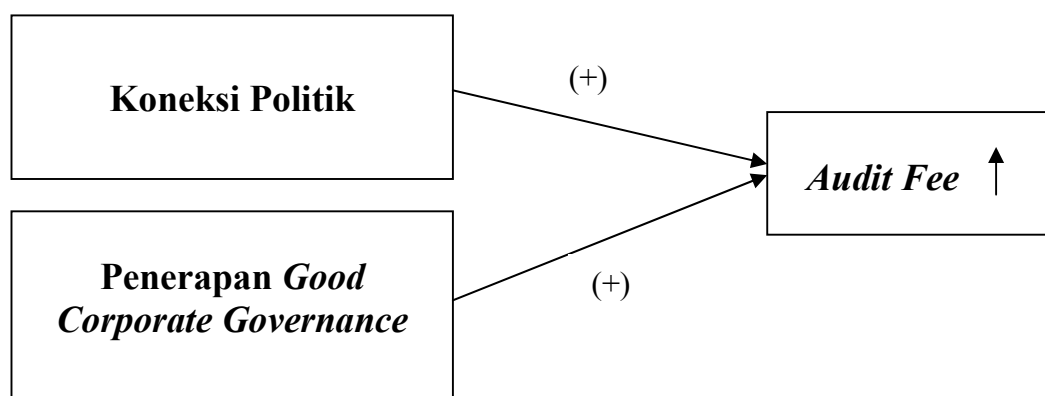 Koneksi Politik
(+)
Audit Fee
Penerapan Good
Corporate Governance
(+)